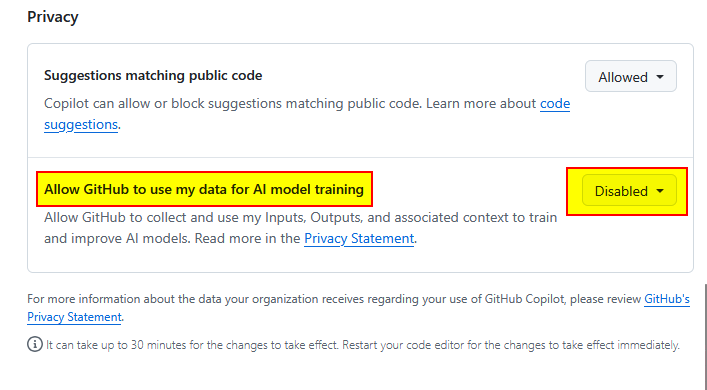 Privacy
Suggestions matching public code
Allowed
Copilot can allow or block suggestions matching public code. Learn more about code
suggestions.
Allow GitHub to use my data for AI model training
Disabled
Allow GitHub to collect and use my Inputs, Outputs, and associated context to train
and improve AI models. Read more in the Privacy Statement.
For more information about the data your organization receives regarding your use of GitHub Copilot, please review GitHub's
Privacy Statement.
It can take up to 30 minutes for the changes to take effect. Restart your code editor for the changes to take effect immediately.